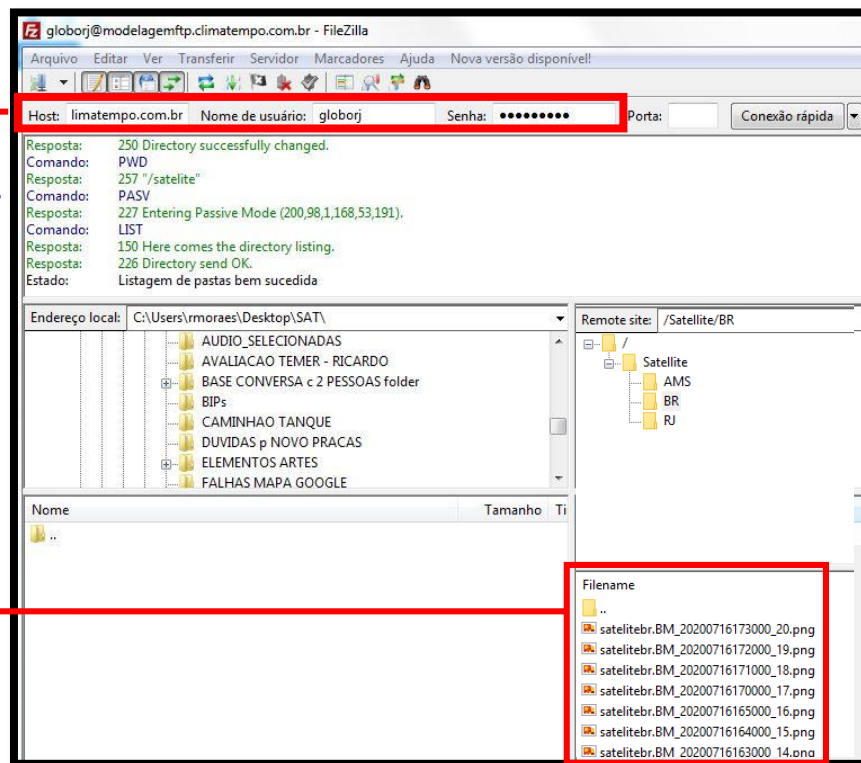 globorj@modelagemftp.climatempo.com.br - FileZilla
Arquivo Editar Ver Transferir Servidor Marcadores Ajuda Nova versão disponível!
Host: limatempo.com.br Nome de usuário: globorj Senha: ●●●●●●●●● Porta: Conexão rápida
Resposta: 250 Directory successfully changed.
Comando: PWD
Resposta: 257 "/satelite"
Comando: PASV
Resposta: 227 Entering Passive Mode (200,98,1,168,53,191).
Comando: LIST
Resposta: 150 Here comes the directory listing.
Resposta: 226 Directory send OK.
Estado: Listagem de pastas bem sucedida
Endereço local: C:\Users\rmoraes\Desktop\SAT\
AUDIO_SELECIONADAS
AVALIACAO TEMER - RICARDO
BASE CONVERSA c 2 PESSOAS folder
BIPs
CAMINHAO TANQUE
DUVIDAS p NOVO PRACAS
ELEMENTOS ARTES
FALHAS MAPA GOOGLE
Remote site: /Satellite/BR
/
Satellite
AMS
BR
RJ
Nome Tamanho Ti
..
Filename
..
satelitebr.BM_20200716173000_20.png
satelitebr.BM_20200716172000_19.png
satelitebr.BM_20200716171000_18.png
satelitebr.BM_20200716170000_17.png
satelitebr.BM_20200716165000_16.png
satelitebr.BM_20200716164000_15.png
satelitebr.BM_20200716163000_14.png